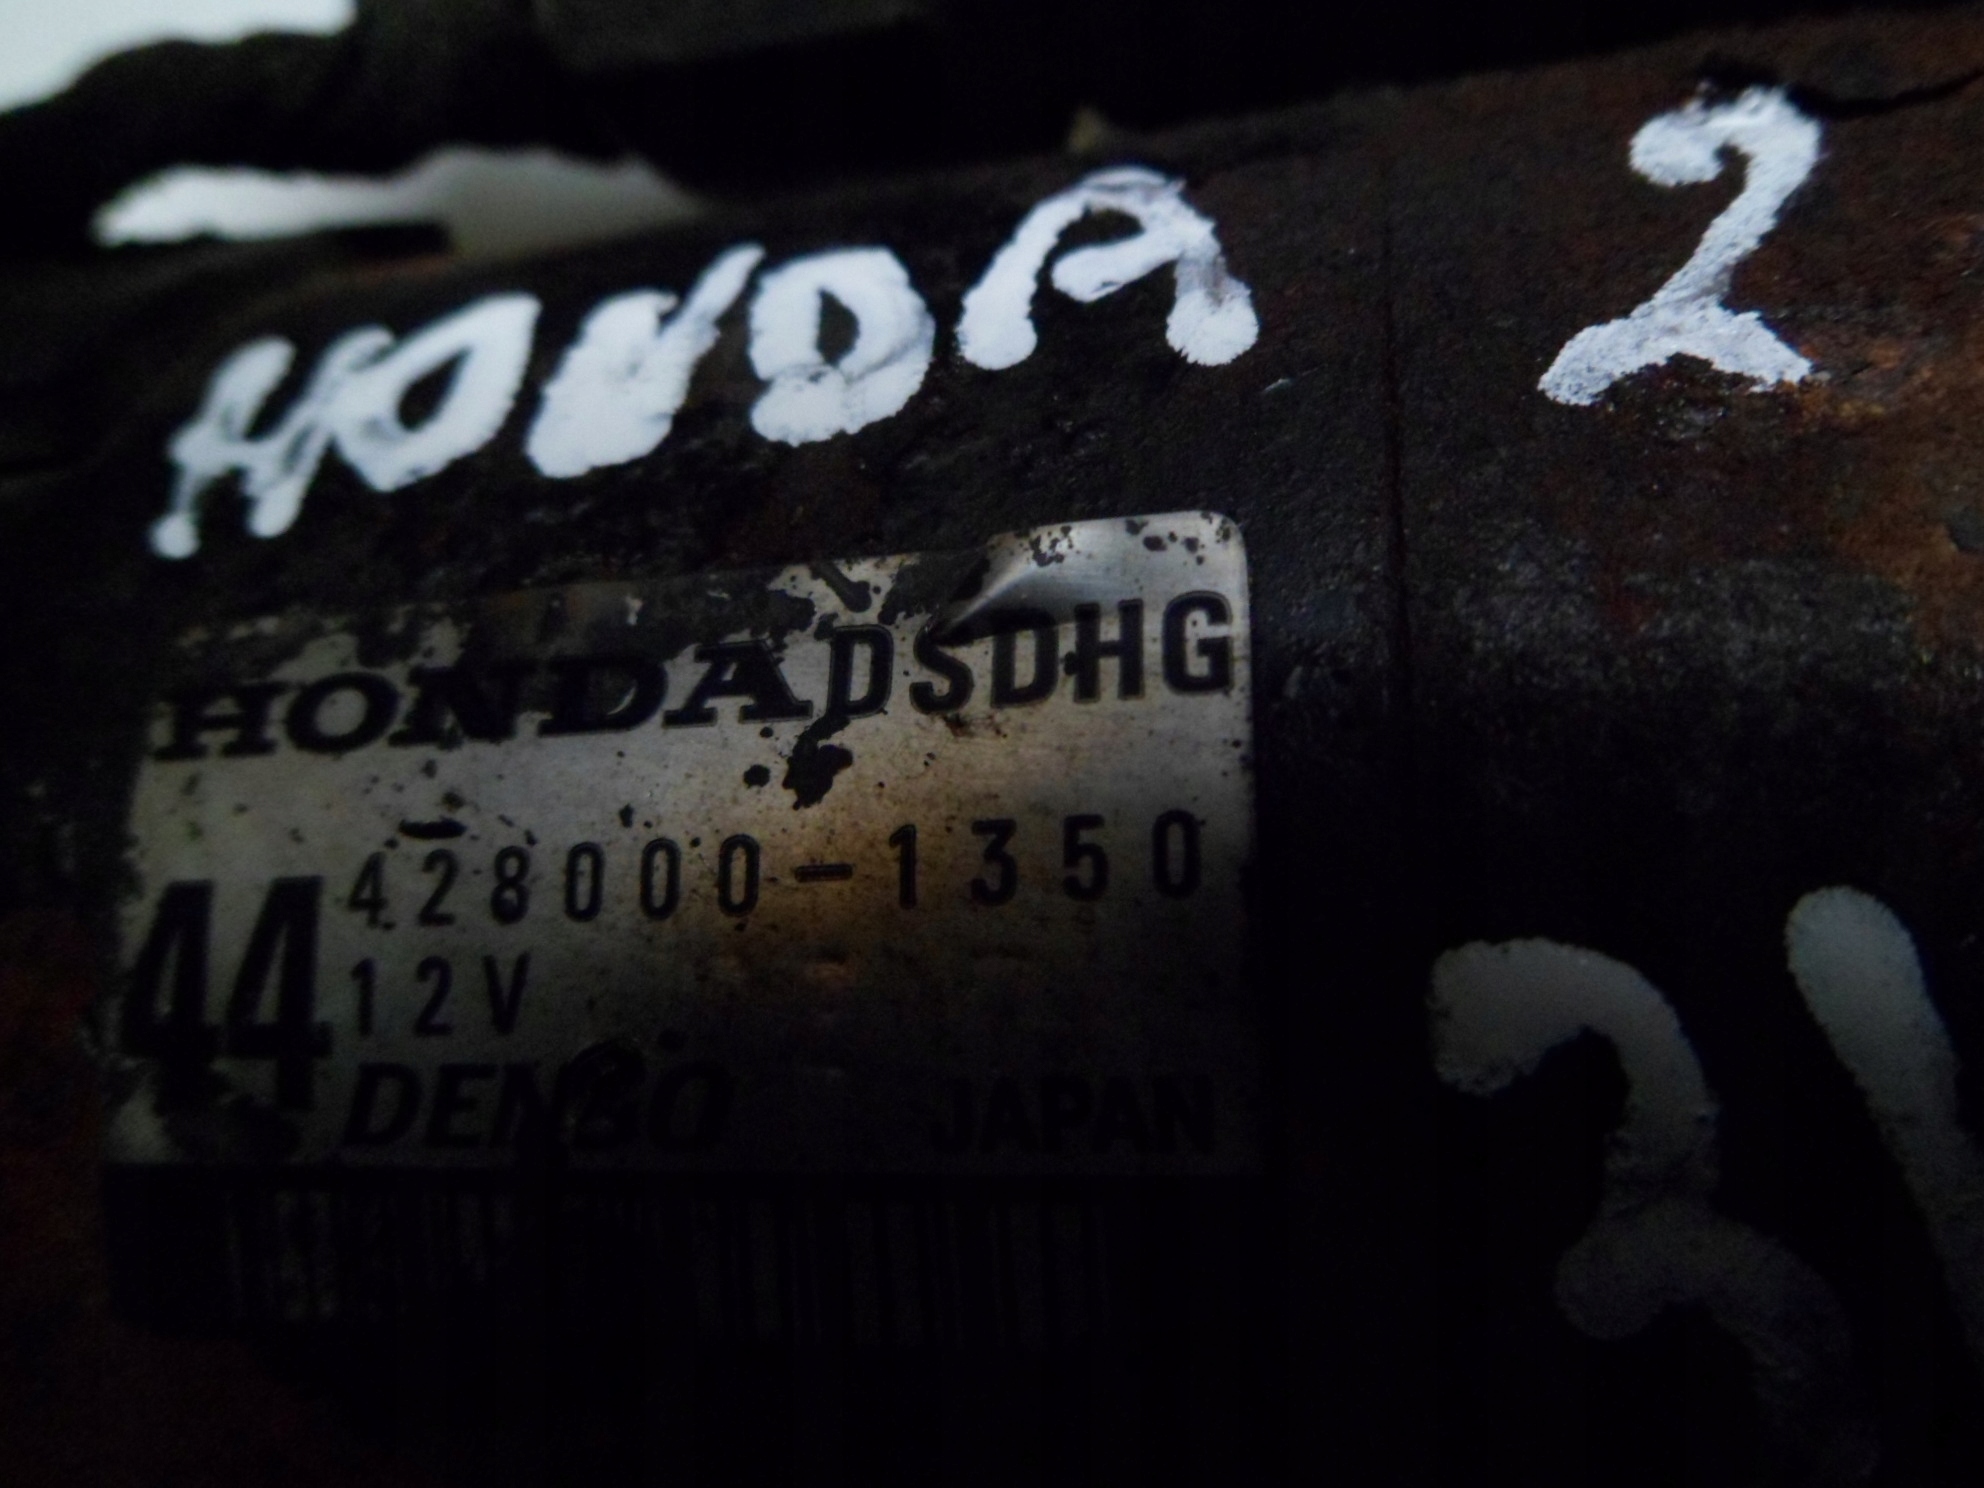 HONDA 2
HONDA DSDHG
428000-1350
44 12V
DENSO JAPAN